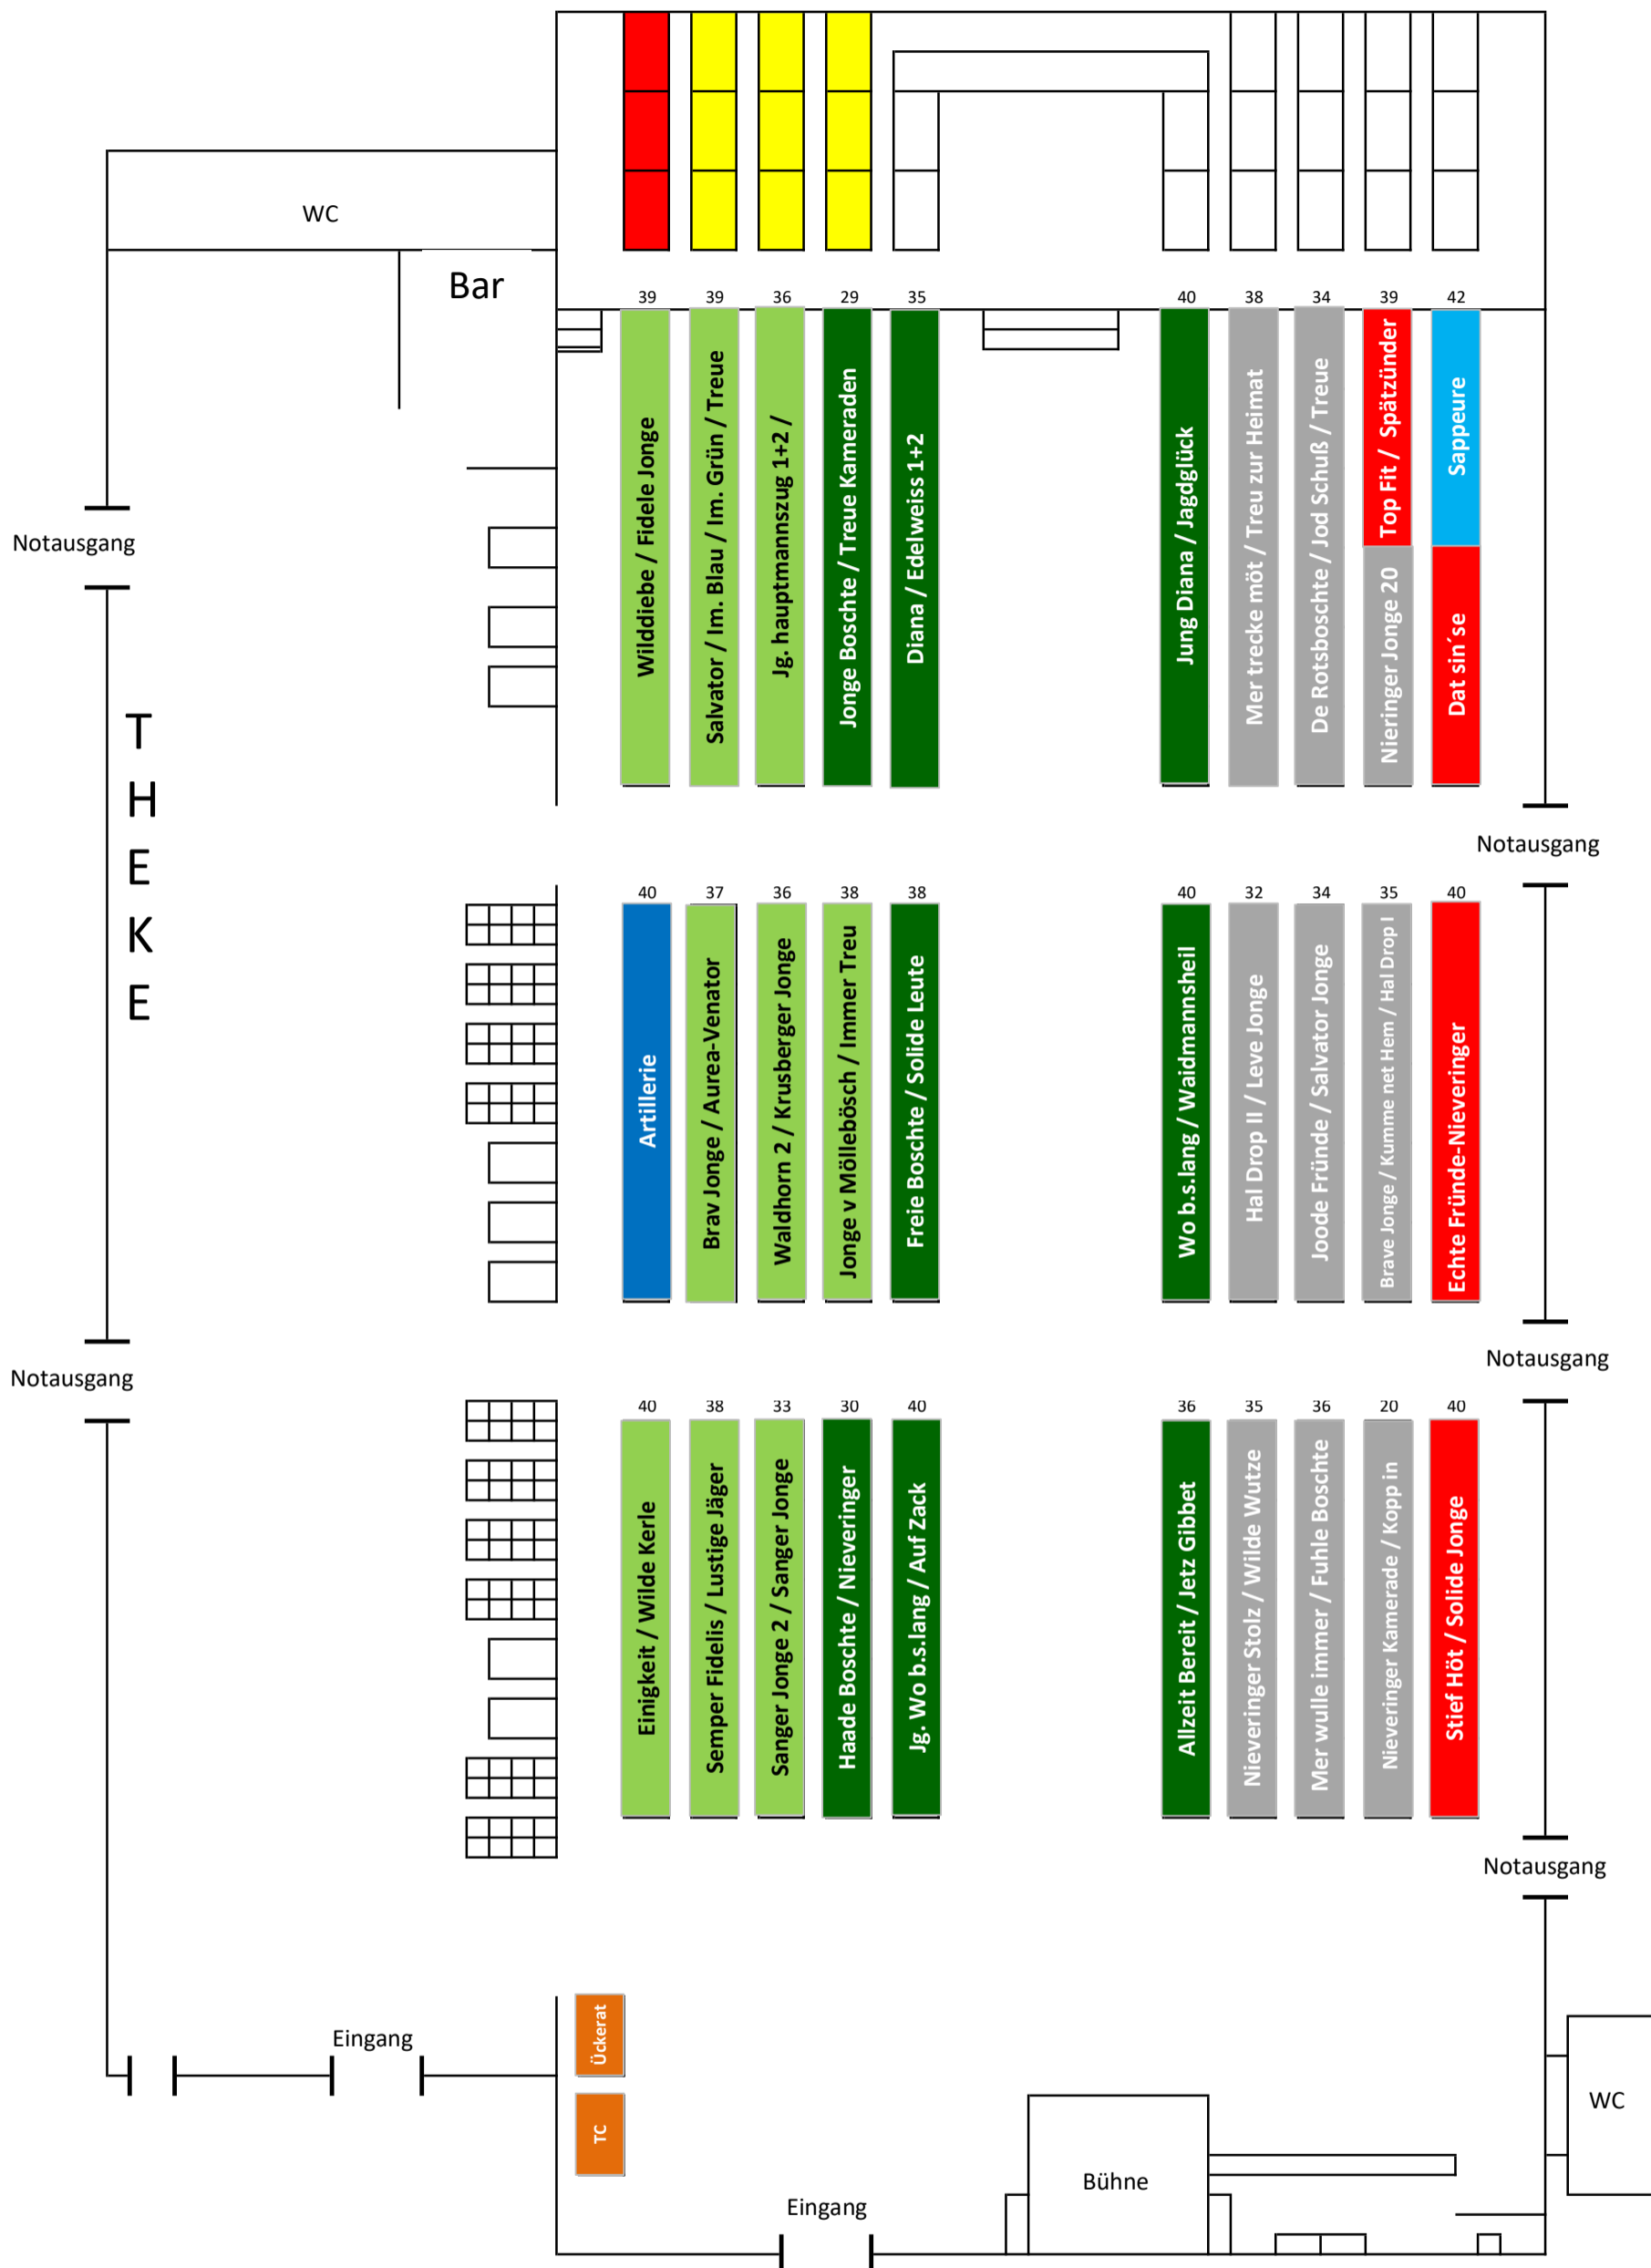 WC
Bar
39
39
36
29
35
40
38
34
39
42
Wilddiebe / Fidele Jonge
Salvator / Im. Blau / Im. Grün / Treue
Jg. hauptmannszug 1+2 /
Jonge Boschte / Treue Kameraden
Diana / Edelweiss 1+2
Jung Diana / Jagdglück
Mer trecke möt / Treu zur Heimat
De Rotsboschte / Jod Schuß / Treue
Top Fit / Spätzünder
Nieringer Jonge 20
Sappeure
Dat sin´se
Notausgang
THEKE
Notausgang
40
37
36
38
38
40
32
34
35
40
Artillerie
Brav Jonge / Aurea-Venator
Waldhorn 2 / Krusberger Jonge
Jonge v Möllebösch / Immer Treu
Freie Boschte / Solide Leute
Wo b.s.lang / Waidmannsheil
Hal Drop II / Leve Jonge
Joode Fründe / Salvator Jonge
Brave Jonge / Kumme net Hem / Hal Drop I
Echte Fründe-Nieveringer
Notausgang
Notausgang
40
38
33
30
40
36
35
36
20
40
Einigkeit / Wilde Kerle
Semper Fidelis / Lustige Jäger
Sanger Jonge 2 / Sanger Jonge
Haade Boschte / Nieveringer
Jg. Wo b.s.lang / Auf Zack
Allzeit Bereit / Jetz Gibbet
Nieveringer Stolz / Wilde Wutze
Mer wulle immer / Fuhle Boschte
Nieveringer Kamerade / Kopp in
Stief Höt / Solide Jonge
Notausgang
Ückerat
Eingang
TC
WC
Bühne
Eingang